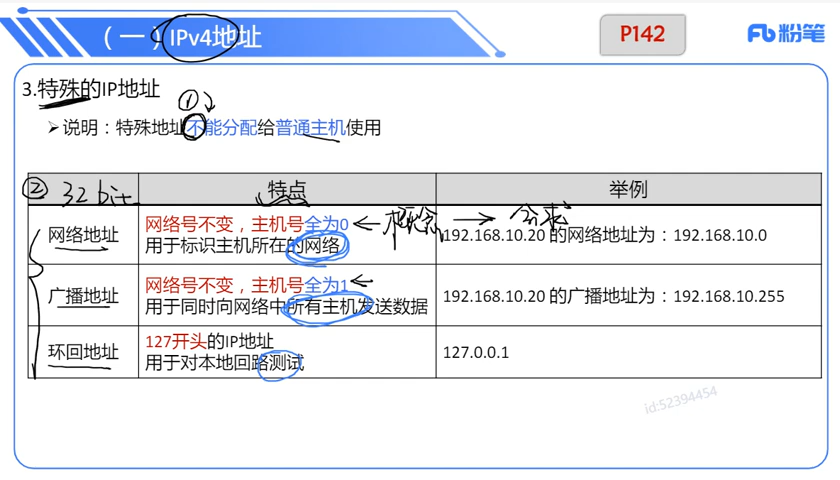 （一）IPv4地址
P142
粉笔
3.特殊的IP地址
①
➢说明：特殊地址不能分配给普通主机使用
② 32 bit
特点
举例
网络地址
网络号不变，主机号全为0
用于标识主机所在的网络
概念 → 分类
192.168.10.20 的网络地址为：192.168.10.0
广播地址
网络号不变，主机号全为1
用于同时向网络中所有主机发送数据
192.168.10.20 的广播地址为：192.168.10.255
环回地址
127开头的IP地址
用于对本地回路测试
127.0.0.1
id:52394454